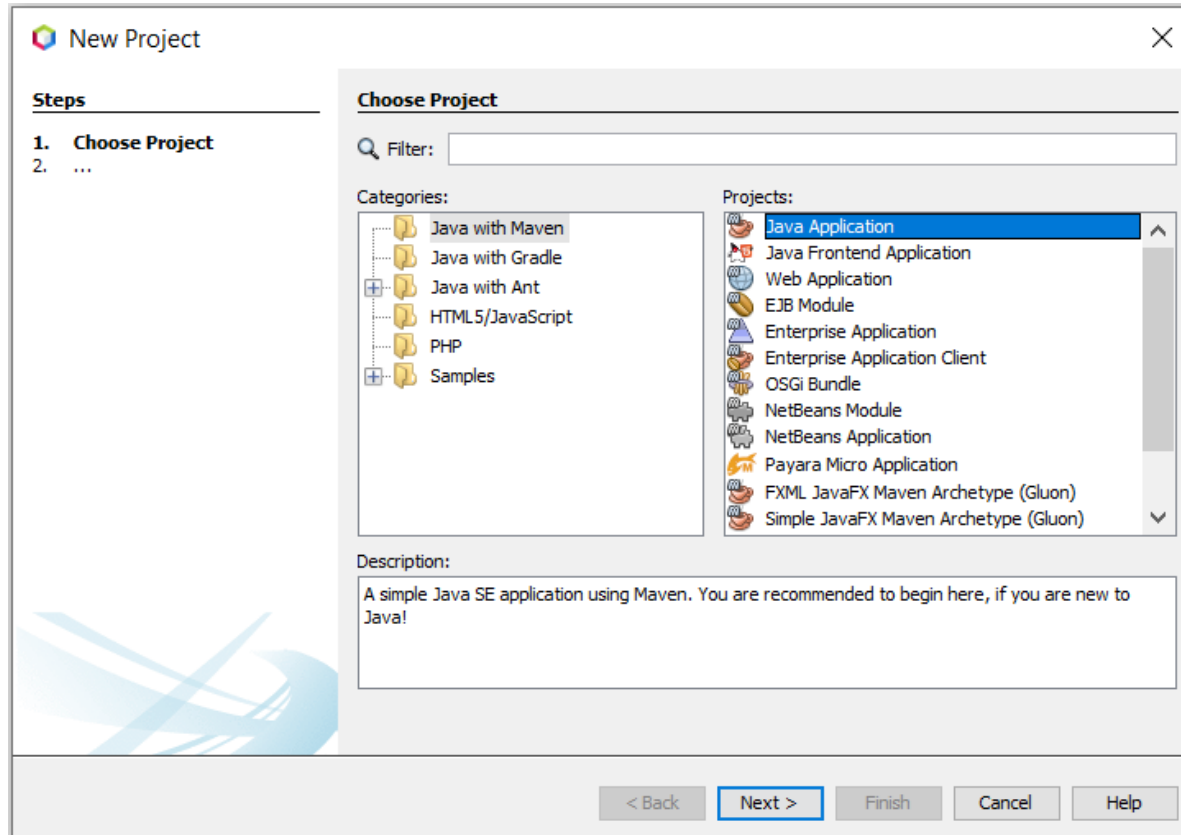 New Project
Steps
1. Choose Project
2. ...
Choose Project
Filter:
Categories:
Java with Maven
Java with Gradle
Java with Ant
HTML5/JavaScript
PHP
Samples
Projects:
Java Application
Java Frontend Application
Web Application
EJB Module
Enterprise Application
Enterprise Application Client
OSGi Bundle
NetBeans Module
NetBeans Application
Payara Micro Application
FXML JavaFX Maven Archetype (Gluon)
Simple JavaFX Maven Archetype (Gluon)
Description:
A simple Java SE application using Maven. You are recommended to begin here, if you are new to
Java!
< Back Next > Finish Cancel Help